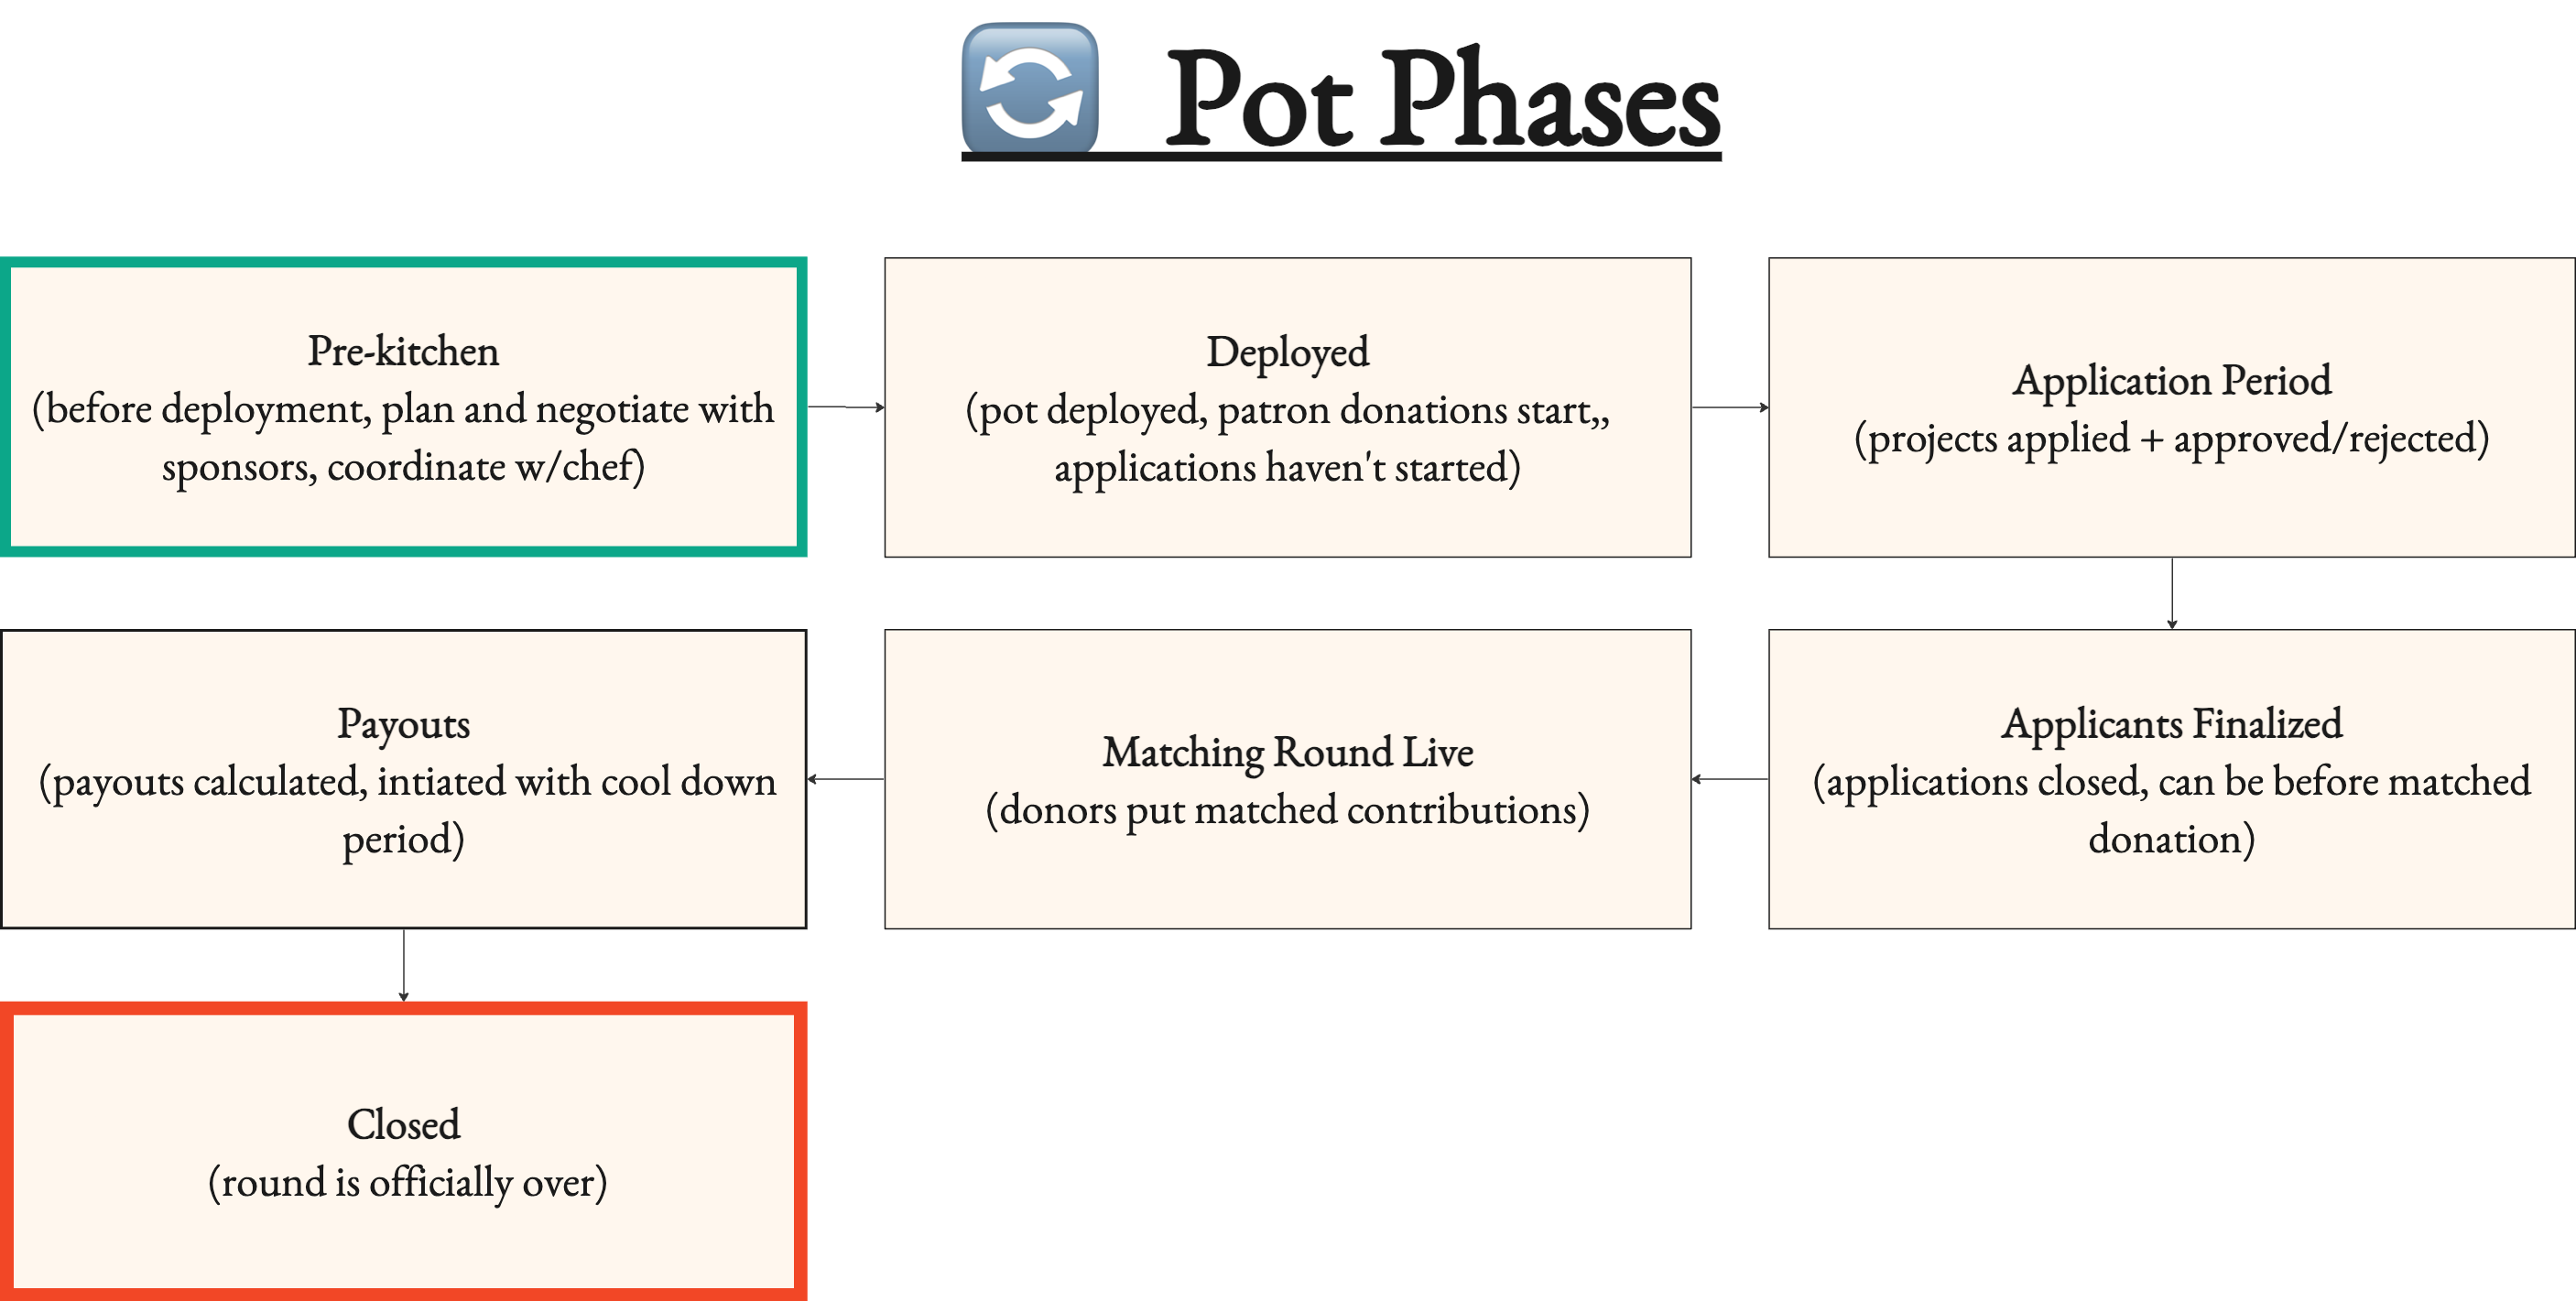 Pot Phases
Pre-kitchen
(before deployment, plan and negotiate with
sponsors, coordinate w/chef)
Deployed
(pot deployed, patron donations start,,
applications haven't started)
Application Period
(projects applied + approved/rejected)
Applicants Finalized
(applications closed, can be before matched
donation)
Matching Round Live
(donors put matched contributions)
Payouts
(payouts calculated, intiated with cool down
period)
Closed
(round is officially over)